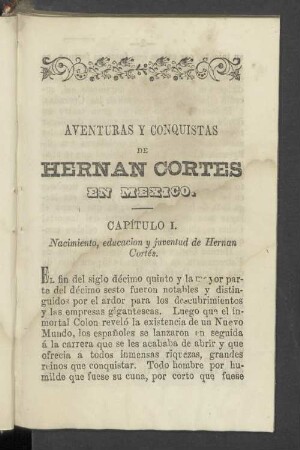 AVENTURAS Y CONQUISTAS
DE
HERNAN CORTES
EN MEXICO.
CAPÍTULO I.
Nacimiento, educacion y juventud de Hernan
Cortés.
EL fin del siglo décimo quinto y la mayor par-
te del décimo sesto fueron notables y distin-
guidos por el ardor para los descubrimientos
y las empresas gigantescas. Luego que el in-
mortal Colon reveló la existencia de un Nuevo
Mundo, los españoles se lanzaron en seguida
á la carrera que se les acababa de abrir y que
ofrecia a todos inmensas riquezas, grandes
reinos que conquistar. Todo hombre por hu-
milde que fuese su cuna, por corto que fuese